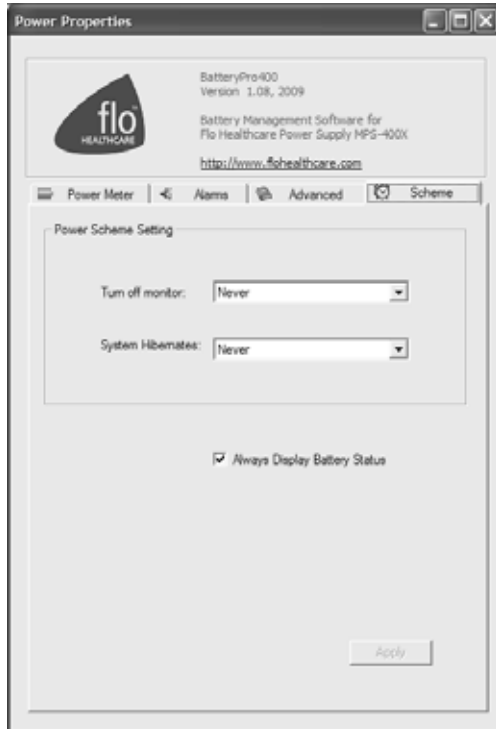 Power Properties
flo™
HEALTHCARE
BatteryPro400
Version 1.08, 2009
Battery Management Software for
Flo Healthcare Power Supply MPS-400X
http://www.flohealthcare.com
Power Meter Alarms Advanced Scheme
Power Scheme Setting
Turn off monitor: Never
System Hibernates: Never
Always Display Battery Status
Apply